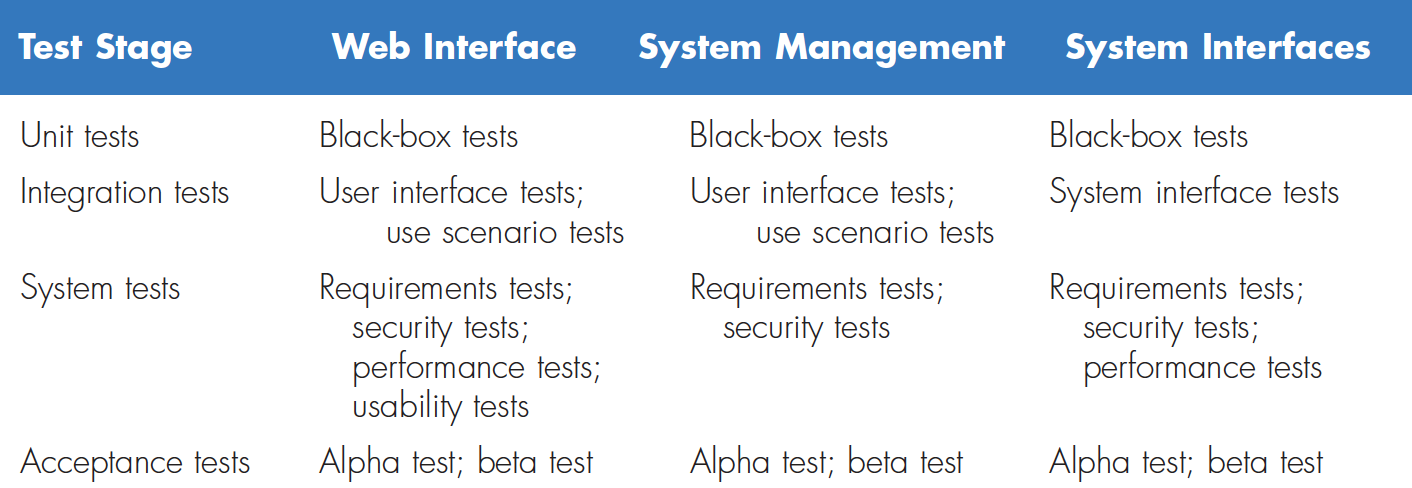 Test Stage Web Interface System Management System Interfaces
Unit tests Black-box tests Black-box tests Black-box tests
Integration tests User interface tests; User interface tests; System interface tests
use scenario tests use scenario tests
System tests Requirements tests; Requirements tests; Requirements tests;
security tests; security tests security tests;
performance tests; performance tests
usability tests
Acceptance tests Alpha test; beta test Alpha test; beta test Alpha test; beta test